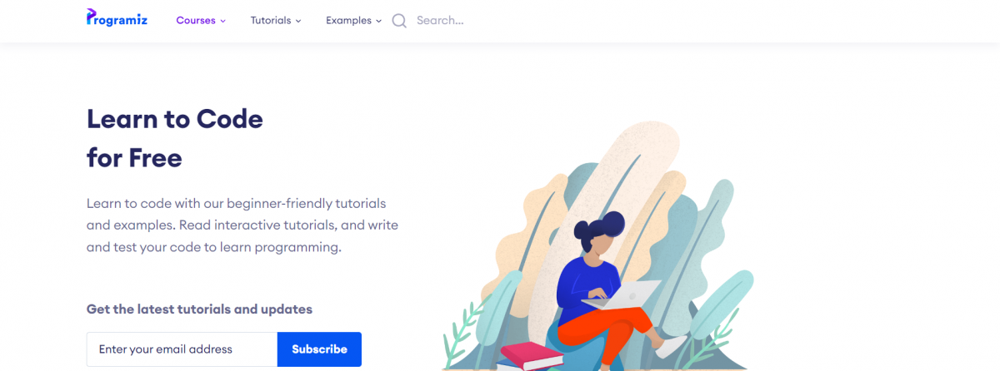 Programiz Courses Tutorials Examples Search...
Learn to Code
for Free
Learn to code with our beginner-friendly tutorials
and examples. Read interactive tutorials, and write
and test your code to learn programming.
Get the latest tutorials and updates
Enter your email address Subscribe